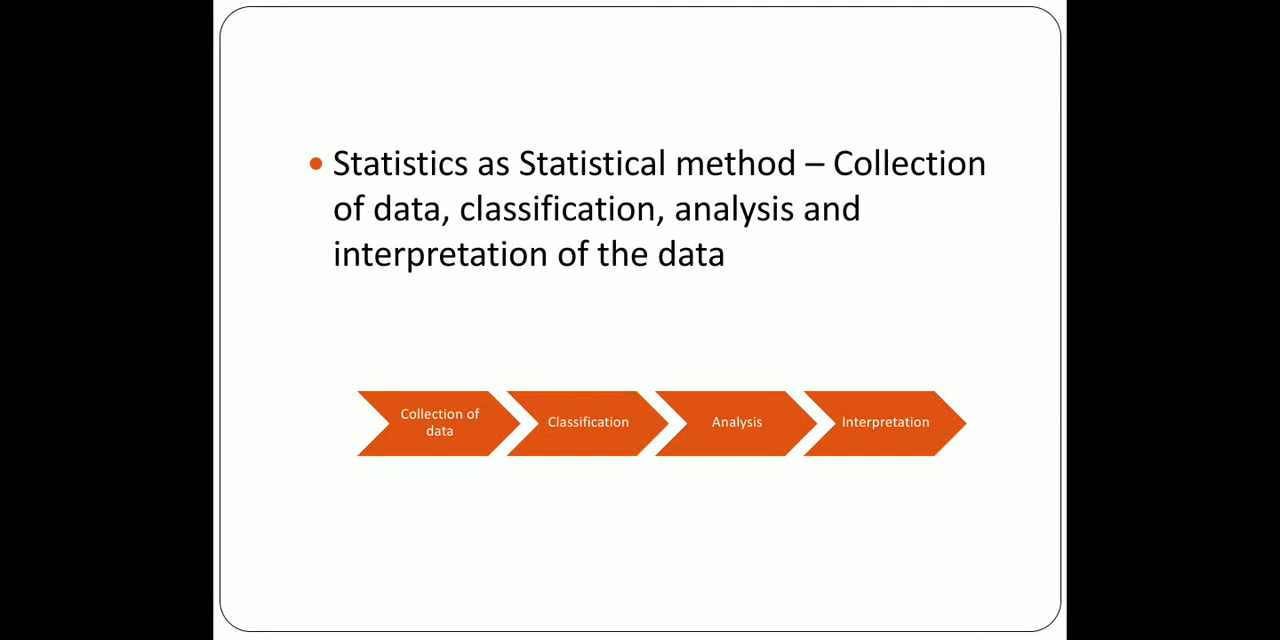 • Statistics as Statistical method – Collection
of data, classification, analysis and
interpretation of the data
Collection of
data
Classification
Analysis
Interpretation